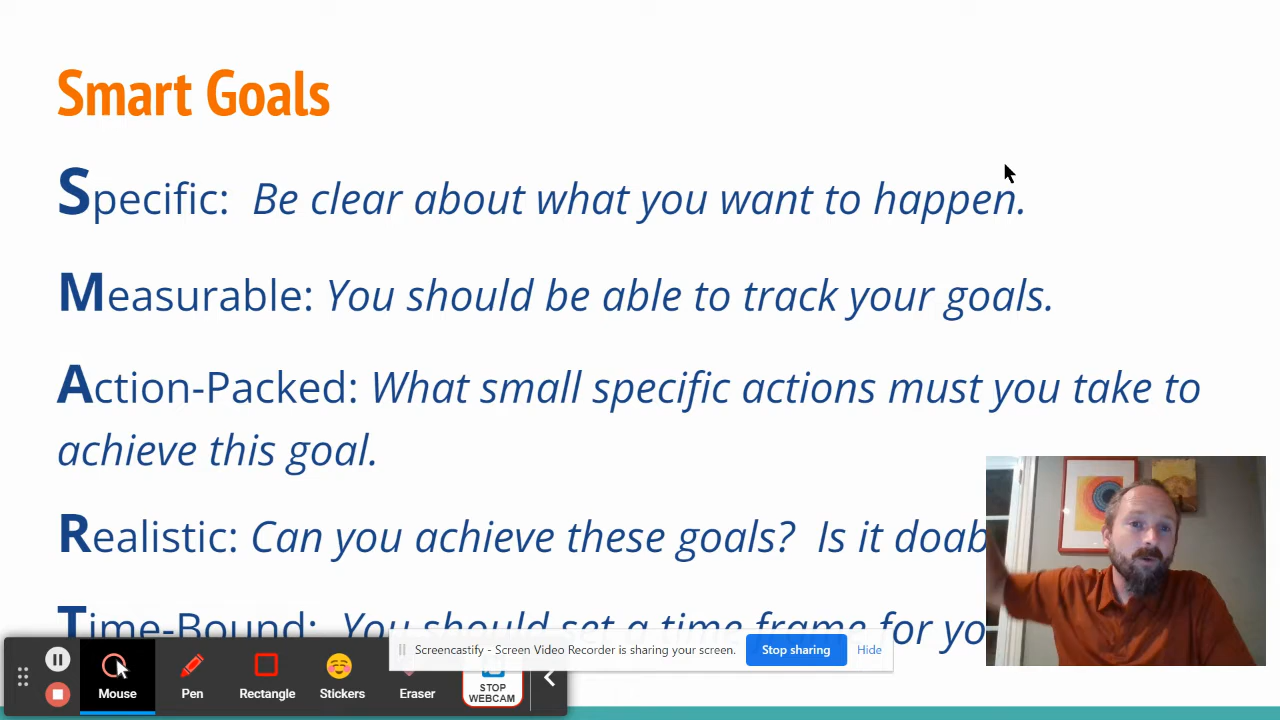 Smart Goals
Specific: Be clear about what you want to happen.
Measurable: You should be able to track your goals.
Action-Packed: What small specific actions must you take to
achieve this goal.
Realistic: Can you achieve these goals? Is it
Time-Bound: You should set a time frame for
Screencastify - Screen Video Recorder is sharing your screen.
Stop sharing
Hide
Mouse
Pen
Rectangle
Stickers
Eraser
STOP
WEBCAM